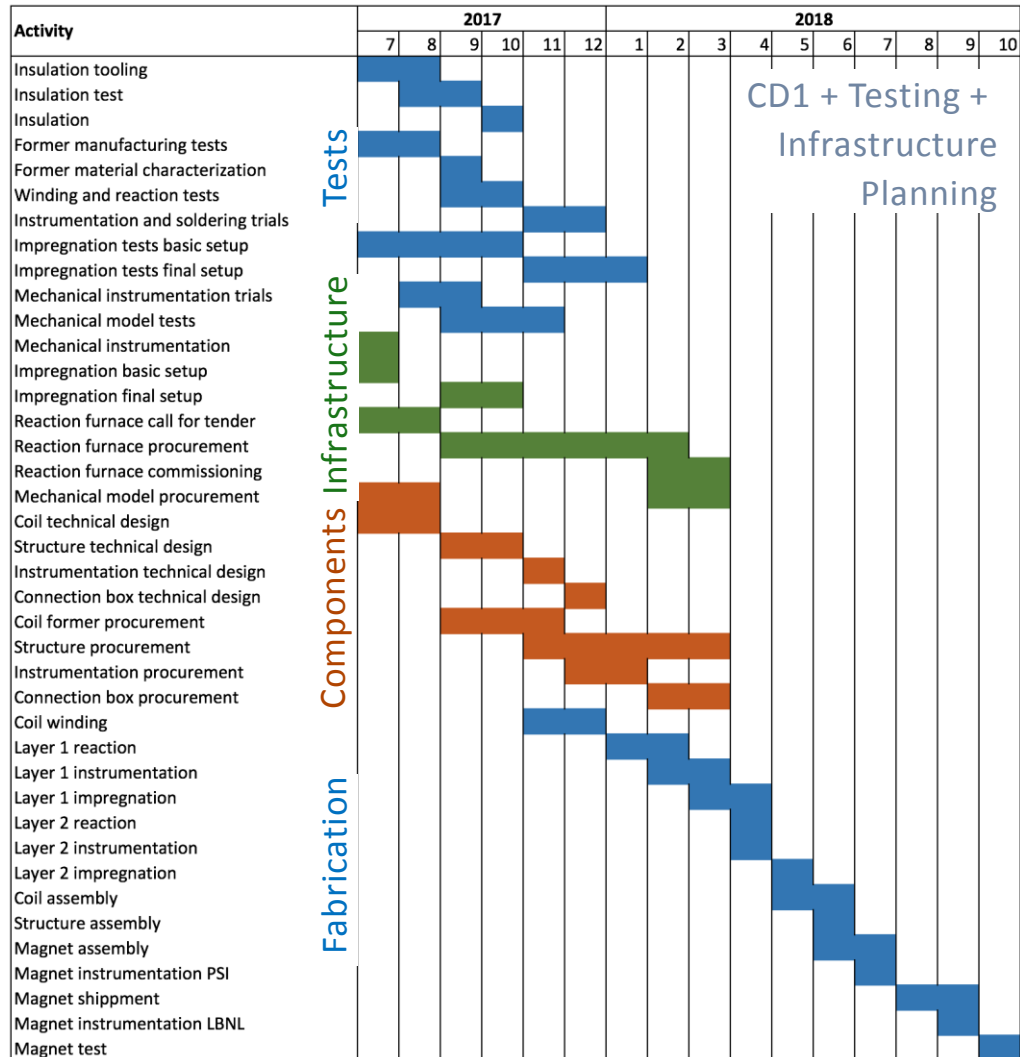 Activity 2017 2018
7 8 9 10 11 12 1 2 3 4 5 6 7 8 9 10
CD1 + Testing +
Infrastructure
Planning
Tests
Insulation tooling
Insulation test
Insulation
Former manufacturing tests
Former material characterization
Winding and reaction tests
Instrumentation and soldering trials
Impregnation tests basic setup
Impregnation tests final setup
Mechanical instrumentation trials
Mechanical model tests
Infrastructure
Mechanical instrumentation
Impregnation basic setup
Impregnation final setup
Reaction furnace call for tender
Reaction furnace procurement
Reaction furnace commissioning
Mechanical model procurement
Components
Coil technical design
Structure technical design
Instrumentation technical design
Connection box technical design
Coil former procurement
Structure procurement
Instrumentation procurement
Connection box procurement
Fabrication
Coil winding
Layer 1 reaction
Layer 1 instrumentation
Layer 1 impregnation
Layer 2 reaction
Layer 2 instrumentation
Layer 2 impregnation
Coil assembly
Structure assembly
Magnet assembly
Magnet instrumentation PSI
Magnet shippment
Magnet instrumentation LBNL
Magnet test